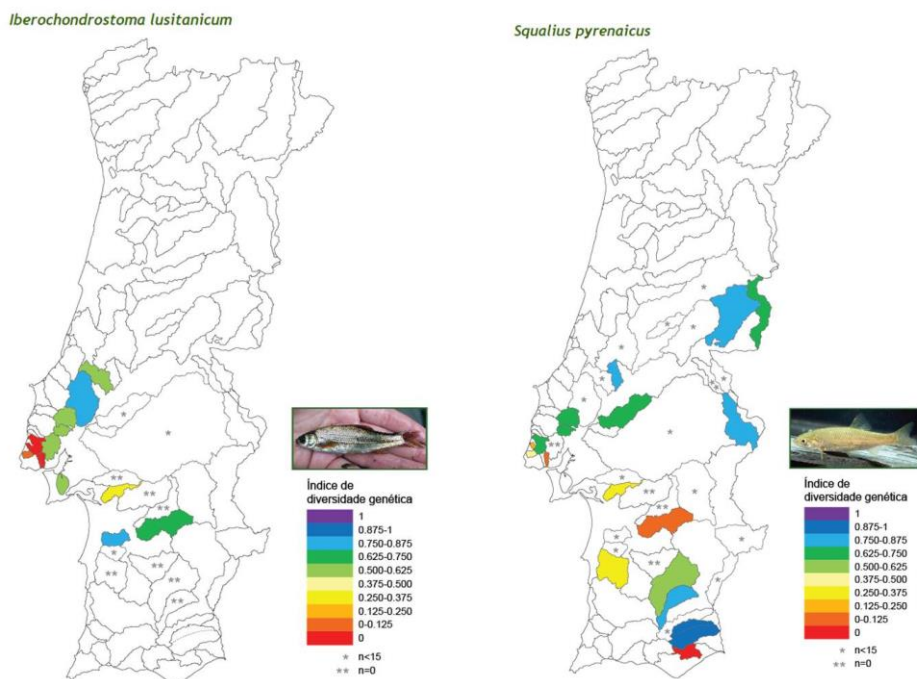 Iberochondrostoma lusitanicum
Squalius pyrenaicus
Índice de
diversidade genética
1
0.875-1
0.750-0.875
0.625-0.750
0.500-0.625
0.375-0.500
0.250-0.375
0.125-0.250
0-0.125
0
* n<15
** n=0
Índice de
diversidade genética
1
0.875-1
0.750-0.875
0.625-0.750
0.500-0.625
0.375-0.500
0.250-0.375
0.125-0.250
0-0.125
0
* n<15
** n=0